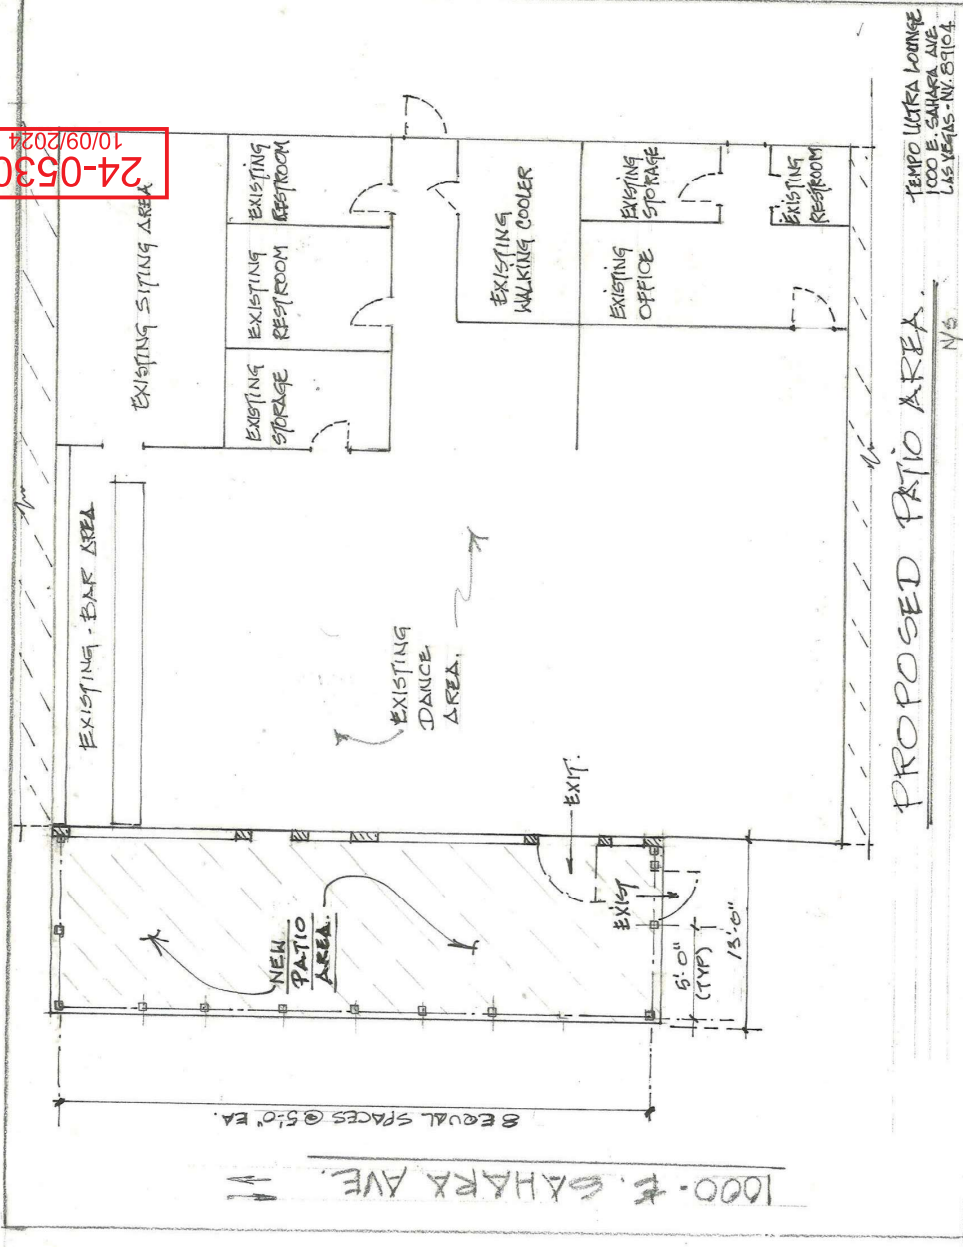 TEMPO ULTRA LOUNGE
1000 E. SAHARA AVE.
LAS VEGAS - NV. 89104
24-0530
10/09/2024
EXISTING SITING AREA
EXISTING
RESTROOM
EXISTING
RESTROOM
EXISTING
STORAGE
EXISTING
WALKING COOLER
EXISTING
STORAGE
EXISTING
OFFICE
EXISTING
RESTROOM
EXISTING - BAR AREA
EXISTING
DANCE
AREA.
EXIT.
EXIST
NEW
PATIO
AREA.
5'-0"
(TYP)
13'-0"
8 EQUAL SPACES @ 5'-0" EA.
1000 - E. SAHARA AVE.
PROPOSED PATIO AREA.
N/S